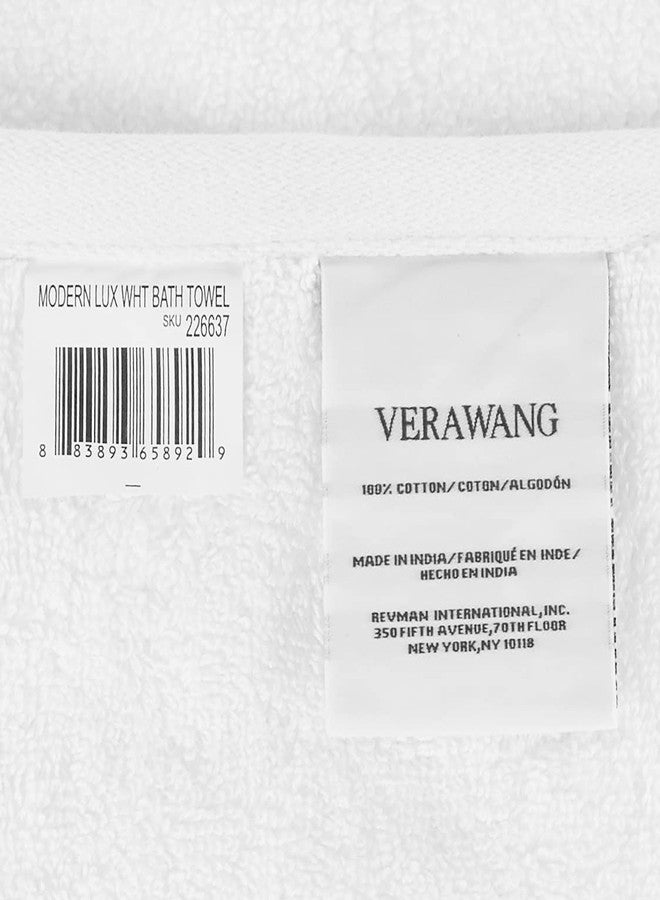 MODERN LUX WHT BATH TOWEL
SKU 226637
8 83893 65892 9
VERAWANG
100% COTTON/COTON/ALGODÓN
MADE IN INDIA/FABRIQUÉ EN INDE/
HECHO EN INDIA
REVMAN INTERNATIONAL,INC.
350 FIFTH AVENUE,70TH FLOOR
NEW YORK,NY 10118